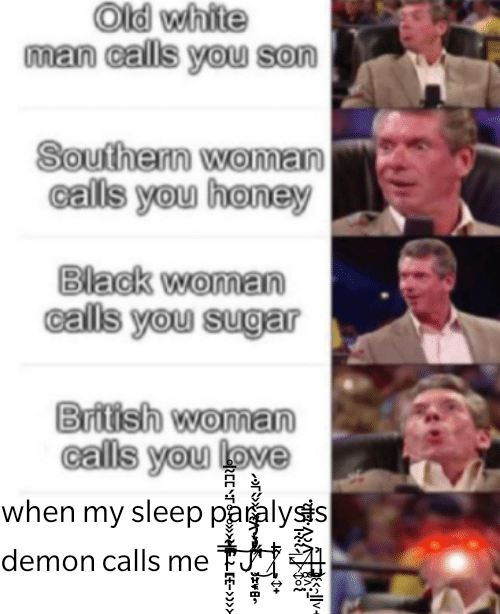 Old white
man calls you son
Southern woman
calls you honey
Black woman
calls you sugar
British woman
calls you love
when my sleep paralysis
demon calls me